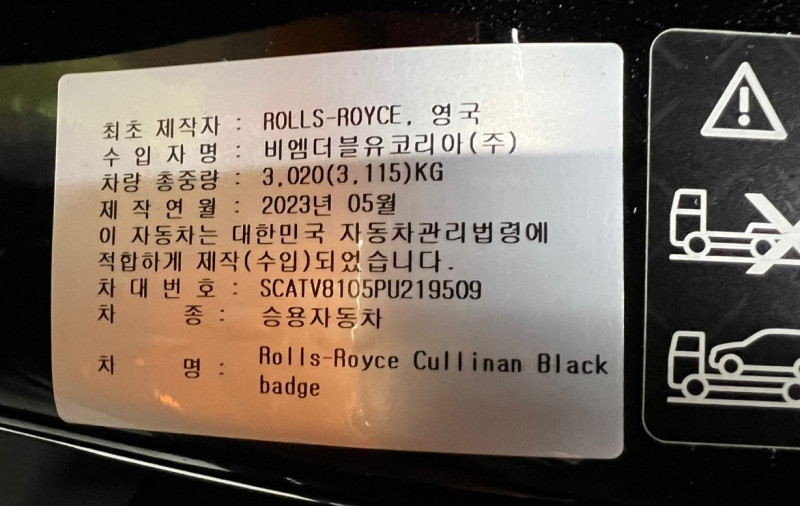 최초 제작자 : ROLLS-ROYCE, 영국
수 입 자 명 : 비엠더블유코리아(주)
차량 총중량 : 3,020(3,115)KG
제 작 연 월 : 2023년 05월
이 자동차는 대한민국 자동차관리법령에
적합하게 제작(수입)되었습니다.
차 대 번 호 : SCATV8105PU219509
차 종 : 승용자동차
차 명 : Rolls-Royce Cullinan Black
badge